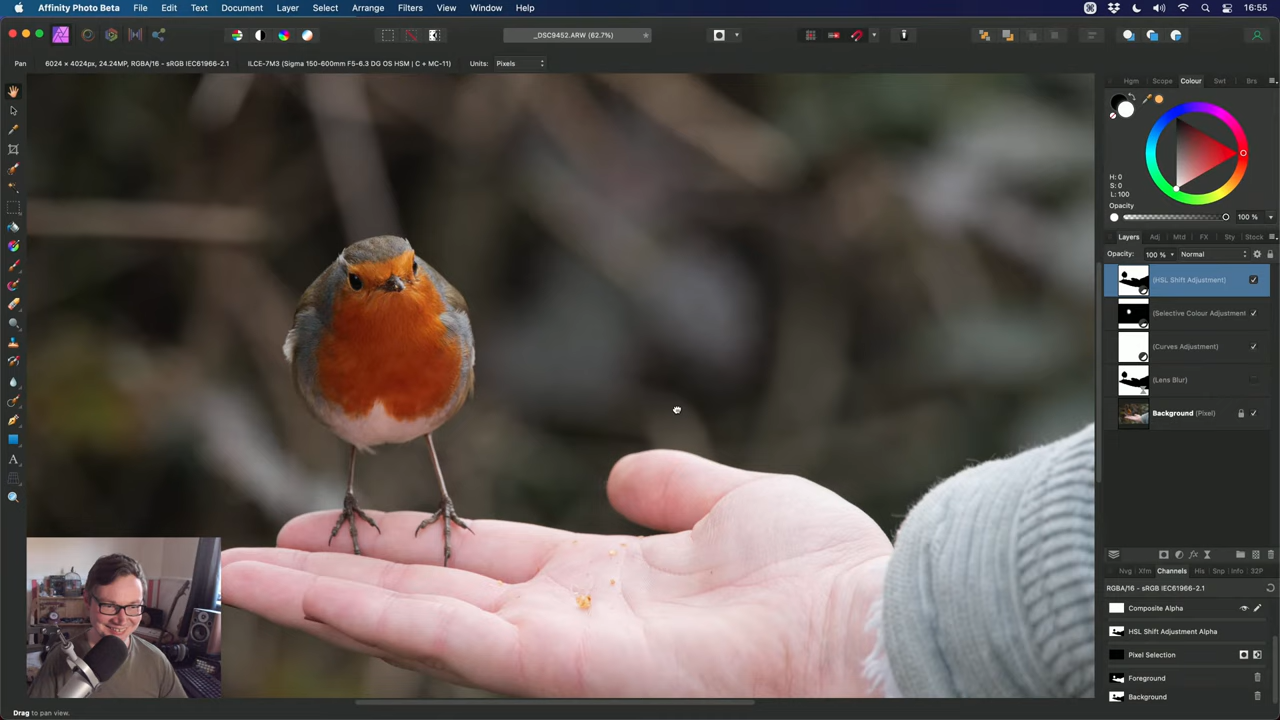 Affinity Photo Beta File Edit Text Document Layer Select Arrange Filters View Window Help 16:55
_DSC9452.ARW (62.7%)
Pan 6024 × 4024px, 24.24MP, RGBA/16 - sRGB IEC61966-2.1 ILCE-7M3 (Sigma 150-600mm F5-6.3 DG OS HSM | C + MC-11) Units: Pixels
Hgm Scope Colour Swt Brs
H: 0
S: 0
L: 100
Opacity
100 %
Layers Adj Mtd FX Sty Stock
Opacity: 100 % Normal
(HSL Shift Adjustment)
(Selective Colour Adjustment
(Curves Adjustment)
(Lens Blur)
Background (Pixel)
Nvg Xfm Channels His Snp Info 32P
RGBA/16 - sRGB IEC61966-2.1
Composite Alpha
HSL Shift Adjustment Alpha
Pixel Selection
Foreground
Background
Drag to pan view.